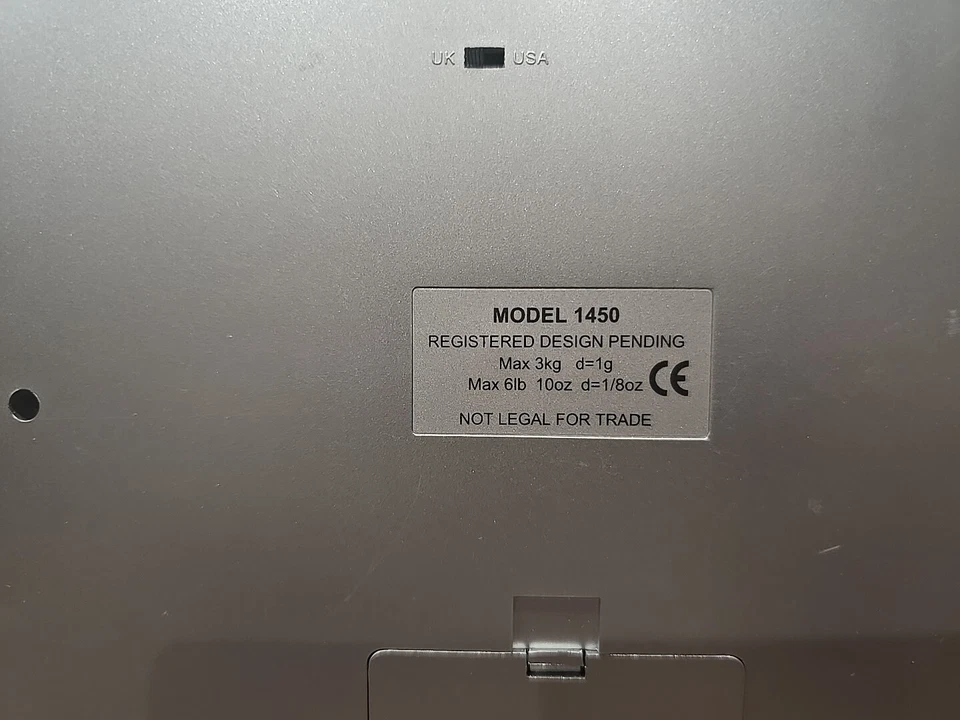 UK USA
MODEL 1450
REGISTERED DESIGN PENDING
Max 3kg d=1g
Max 6lb 10oz d=1/8oz
CE
NOT LEGAL FOR TRADE